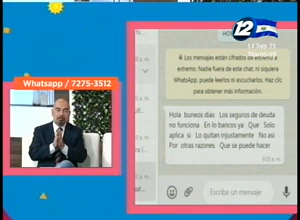 12
11 Sep 21
Whatsapp / 7275-3512
HOY
Los mensajes están cifrados de extremo a
extremo. Nadie fuera de este chat, ni siquiera
WhatsApp, puede leerlos ni escucharlos. Haz clic
para obtener más información.
Hola buneos días Los seguros de deuda
no funciona En lo bancos ya Que Solo
aplica si Lo quitan injustamente No asi
Por otras razones Que se puede hacer
Escribe un mensaje